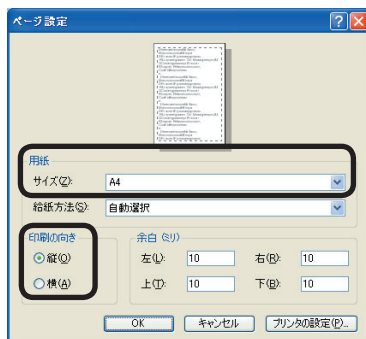 ページ設定
用紙
サイズ(Z): A4
給紙方法(S): 自動選択
印刷の向き
縦(O)
横(A)
余白 (ミリ)
左(L): 10 右(R): 10
上(T): 10 下(B): 10
OK キャンセル プリンタの設定(P)...